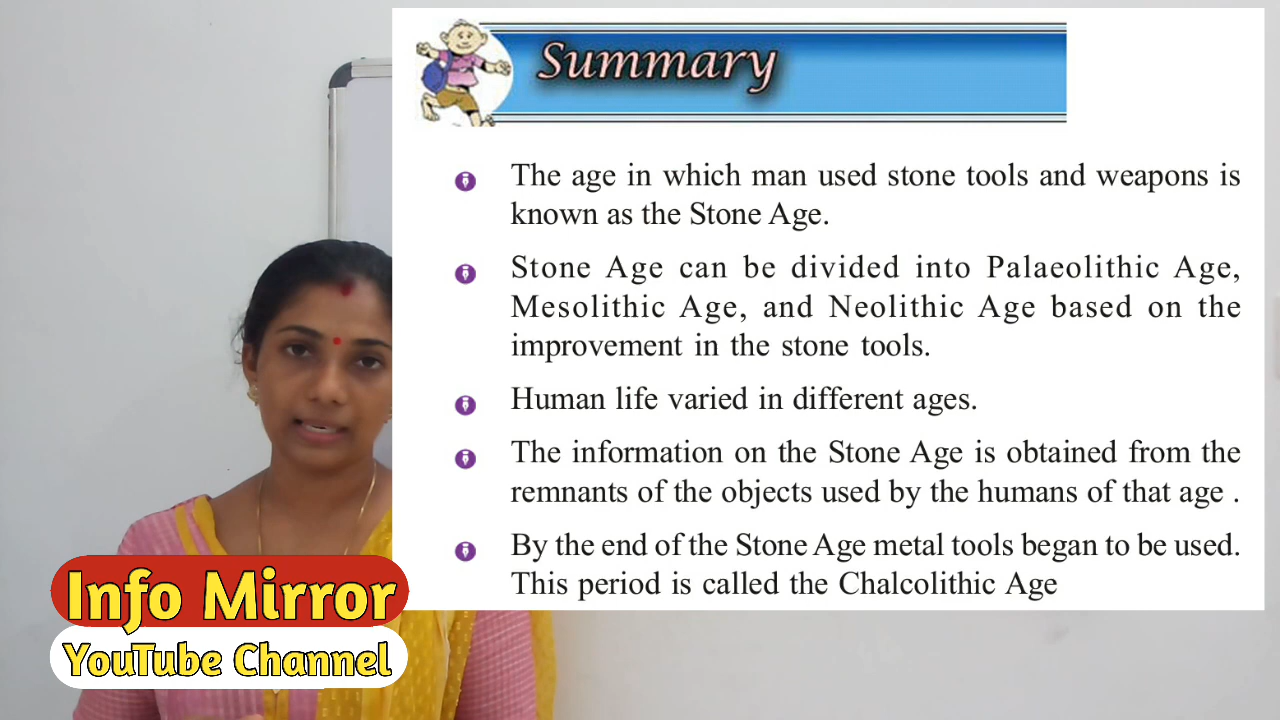 Summary
The age in which man used stone tools and weapons is
known as the Stone Age.
Stone Age can be divided into Palaeolithic Age,
Mesolithic Age, and Neolithic Age based on the
improvement in the stone tools.
Human life varied in different ages.
The information on the Stone Age is obtained from the
remnants of the objects used by the humans of that age .
By the end of the Stone Age metal tools began to be used.
This period is called the Chalcolithic Age
Info Mirror
YouTube Channel